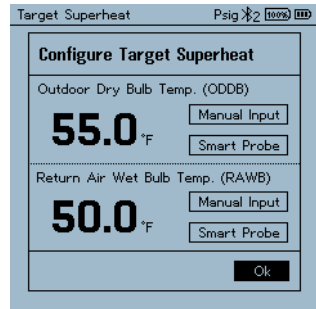 Target Superheat Psig 2 100%
Configure Target Superheat
Outdoor Dry Bulb Temp. (ODDB)
55.0 °F
Manual Input
Smart Probe
Return Air Wet Bulb Temp. (RAWB)
50.0 °F
Manual Input
Smart Probe
Ok